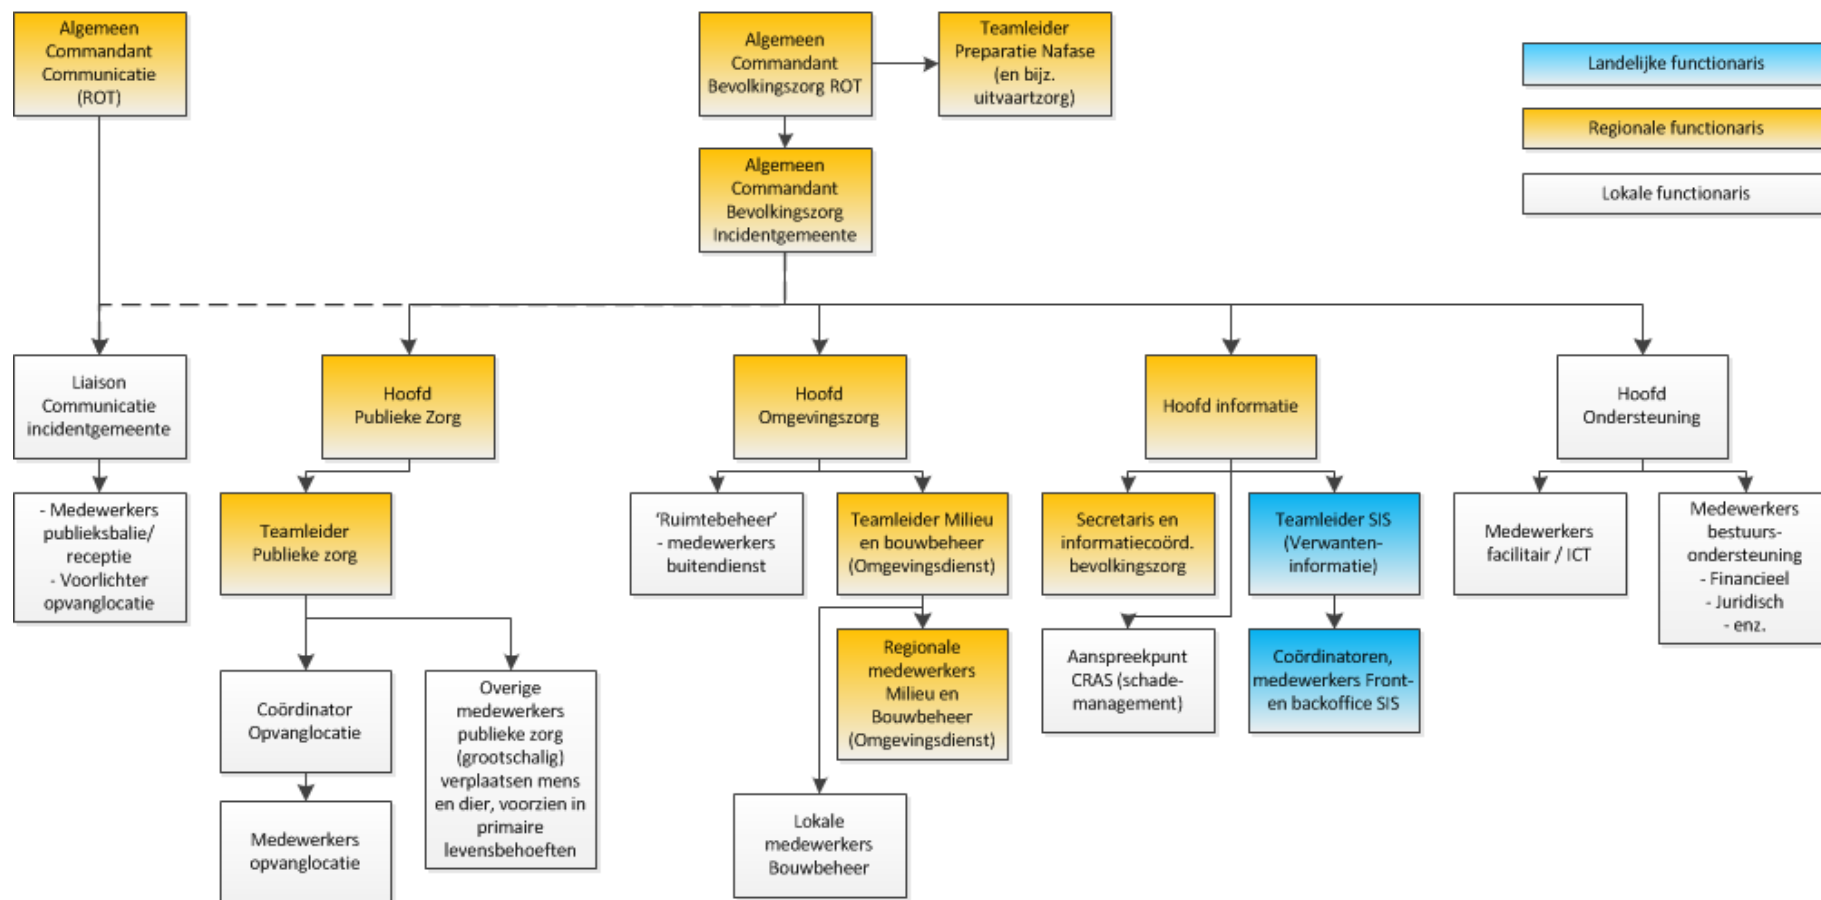 Algemeen
Commandant
Communicatie
(ROT)
Algemeen
Commandant
Bevolkingszorg ROT
Teamleider
Preparatie Nafase
(en bijz.
uitvaartzorg)
Landelijke functionaris
Regionale functionaris
Lokale functionaris
Algemeen
Commandant
Bevolkingszorg
Incidentgemeente
Liaison
Communicatie
incidentgemeente
Hoofd
Publieke Zorg
Hoofd
Omgevingszorg
Hoofd informatie
Hoofd
Ondersteuning
- Medewerkers
publieksbalie/
receptie
- Voorlichter
opvanglocatie
Teamleider
Publieke zorg
‘Ruimtebeheer’
- medewerkers
buitendienst
Teamleider Milieu
en bouwbeheer
(Omgevingsdienst)
Secretaris en
informatiecoörd.
bevolkingszorg
Teamleider SIS
(Verwanten-
informatie)
Medewerkers
facilitair / ICT
Medewerkers
bestuurs-
ondersteuning
- Financieel
- Juridisch
- enz.
Coördinator
Opvanglocatie
Overige
medewerkers
publieke zorg
(grootschalig)
verplaatsen mens
en dier, voorzien in
primaire
levensbehoeften
Regionale
medewerkers
Milieu en
Bouwbeheer
(Omgevingsdienst)
Aanspreekpunt
CRAS (schade-
management)
Coördinatoren,
medewerkers Front-
en backoffice SIS
Medewerkers
opvanglocatie
Lokale
medewerkers
Bouwbeheer